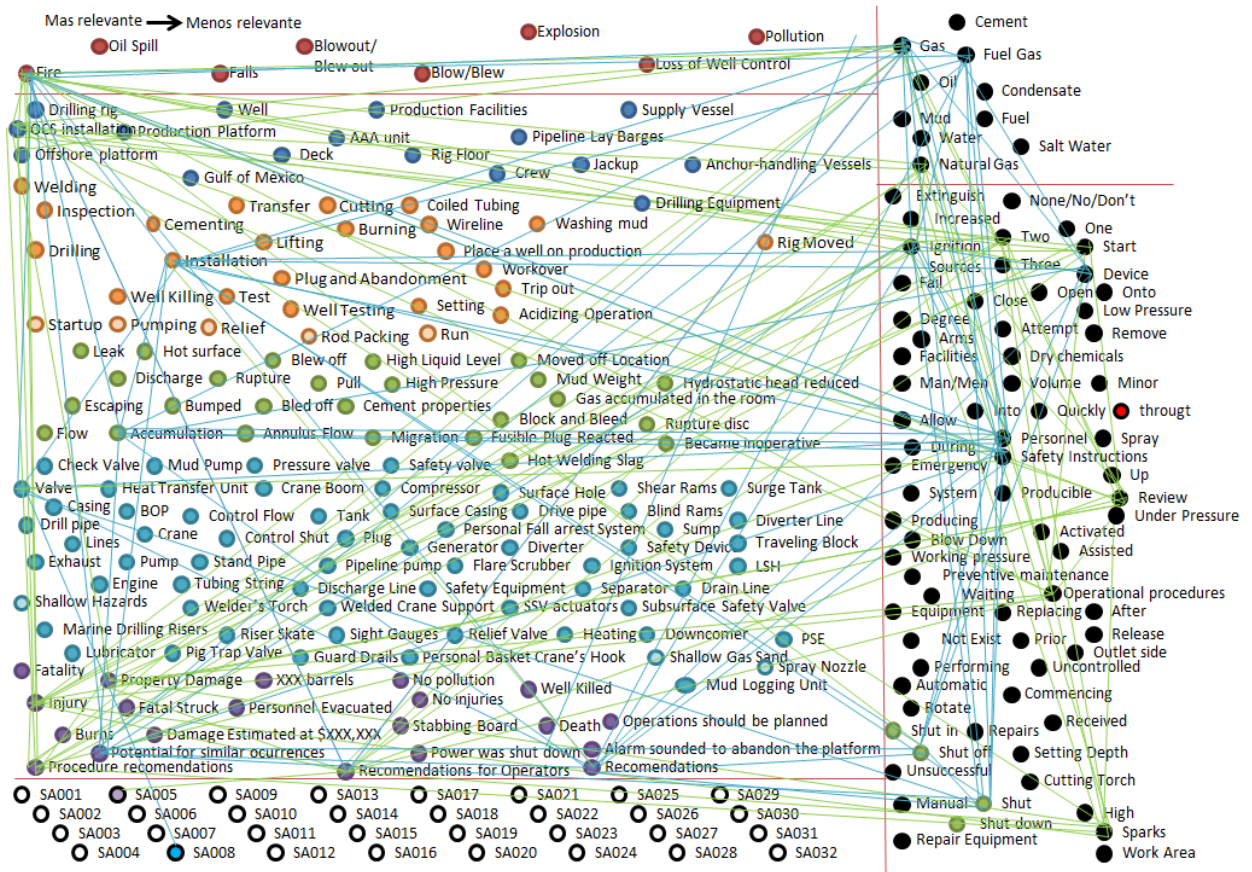 Mas relevante → Menos relevante
Oil Spill
Blowout/
Blew out
Explosion
Pollution
Fire
Falls
Blow/Blew
Loss of Well Control
Drilling rig
Well
Production Facilities
Supply Vessel
OCS installation
Production Platform
AAA unit
Pipeline Lay Barges
Offshore platform
Deck
Rig Floor
Jackup
Anchor-handling Vessels
Gulf of Mexico
Crew
Drilling Equipment
Welding
Inspection
Transfer
Cutting
Coiled Tubing
Cementing
Burning
Wireline
Washing mud
Drilling
Lifting
Place a well on production
Rig Moved
Installation
Plug and Abandonment
Workover
Trip out
Well Killing
Test
Well Testing
Setting
Acidizing Operation
Startup
Pumping
Relief
Rod Packing
Run
Leak
Hot surface
Blew off
High Liquid Level
Moved off Location
Discharge
Rupture
Pull
High Pressure
Mud Weight
Hydrostatic head reduced
Gas accumulated in the room
Escaping
Bumped
Bled off
Cement properties
Block and Bleed
Rupture disc
Flow
Accumulation
Annulus Flow
Migration
Fusible Plug Reacted
Became inoperative
Hot Welding Slag
Check Valve
Mud Pump
Pressure valve
Safety valve
Valve
Heat Transfer Unit
Crane Boom
Compressor
Surface Hole
Shear Rams
Surge Tank
Casing
BOP
Control Flow
Tank
Surface Casing
Drive pipe
Blind Rams
Diverter Line
Drill pipe
Lines
Crane
Control Shut
Plug
Personal Fall arrest System
Sump
Traveling Block
Generator
Diverter
Safety Device
Exhaust
Pump
Stand Pipe
Pipeline pump
Flare Scrubber
Ignition System
LSH
Engine
Tubing String
Discharge Line
Safety Equipment
Separator
Drain Line
Shallow Hazards
Welder's Torch
Welded Crane Support
SSV actuators
Subsurface Safety Valve
Marine Drilling Risers
Riser Skate
Sight Gauges
Relief Valve
Heating
Downcomer
PSE
Lubricator
Pig Trap Valve
Guard Drails
Personal Basket Crane's Hook
Shallow Gas Sand
Spray Nozzle
Fatality
Property Damage
XXX barrels
No pollution
Well Killed
Mud Logging Unit
Injury
Fatal Struck
Personnel Evacuated
No injuries
Stabbing Board
Death
Operations should be planned
Burns
Damage Estimated at $XXX,XXX
Potential for similar ocurrences
Power was shut down
Alarm sounded to abandon the platform
Procedure recomendations
Recomendations for Operators
Recomendations
SA001
SA005
SA009
SA013
SA017
SA021
SA025
SA029
SA002
SA006
SA010
SA014
SA018
SA022
SA026
SA030
SA003
SA007
SA011
SA015
SA019
SA023
SA027
SA031
SA004
SA008
SA012
SA016
SA020
SA024
SA028
SA032
Cement
Gas
Fuel Gas
Oil
Condensate
Mud
Fuel
Water
Salt Water
Natural Gas
Extinguish
None/No/Don't
Increased
One
Ignition
Sources
Two
Start
Three
Device
Fail
Open
Onto
Close
Low Pressure
Degree
Attempt
Remove
Arms
Facilities
Dry chemicals
Man/Men
Volume
Minor
Allow
Into
Quickly
througt
During
Personnel
Spray
Emergency
Safety Instructions
Up
System
Producible
Review
Under Pressure
Producing
Activated
Blow Down
Assisted
Working pressure
Preventive maintenance
Waiting
Operational procedures
Equipment
Replacing
After
Not Exist
Prior
Release
Outlet side
Performing
Uncontrolled
Automatic
Commencing
Rotate
Received
Shut in
Repairs
Shut off
Setting Depth
Unsuccessful
Cutting Torch
Manual
Shut
High
Shut down
Sparks
Repair Equipment
Work Area